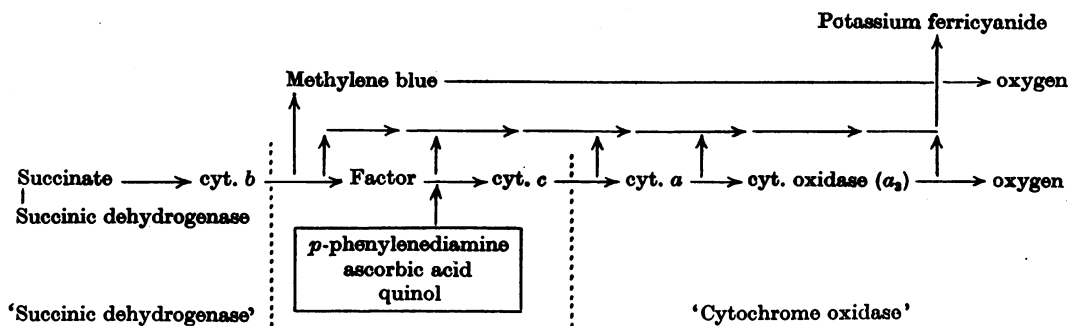 Potassium ferricyanide
Methylene blue oxygen
Succinate cyt. b Factor cyt. c cyt. a cyt. oxidase (a₃) oxygen
Succinic dehydrogenase
p-phenylenediamine
ascorbic acid
quinol
'Succinic dehydrogenase' 'Cytochrome oxidase'